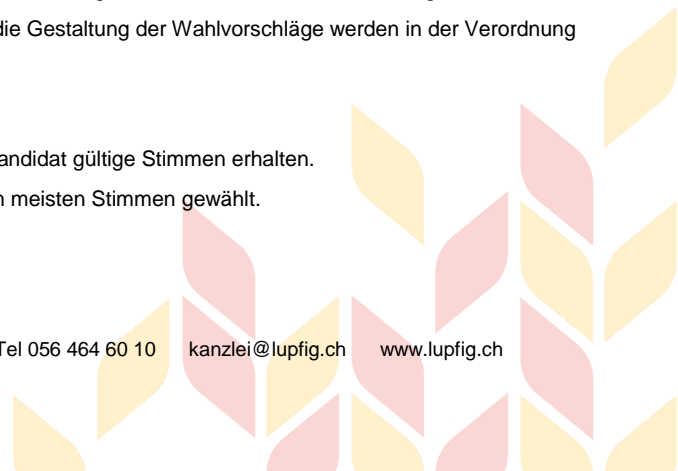 die Gestaltung der Wahlvorschläge werden in der Verordnung
andidat gültige Stimmen erhalten.
n meisten Stimmen gewählt.
Tel 056 464 60 10 kanzlei@lupfig.ch www.lupfig.ch